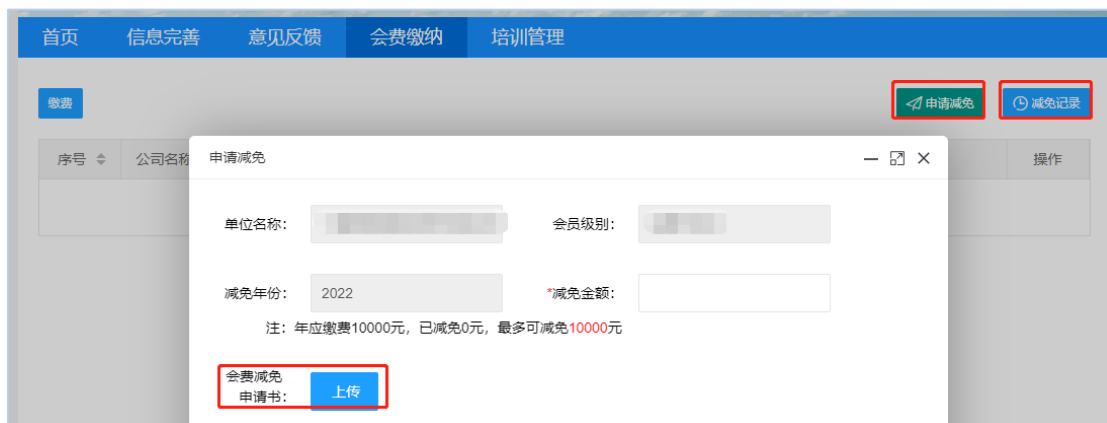 首页 信息完善 意见反馈 会费缴纳 培训管理
缴费 申请减免 减免记录
序号 公司名称 操作
申请减免
单位名称： 会员级别：
减免年份： 2022 *减免金额：
注：年应缴费10000元，已减免0元，最多可减免10000元
会费减免
申请书： 上传